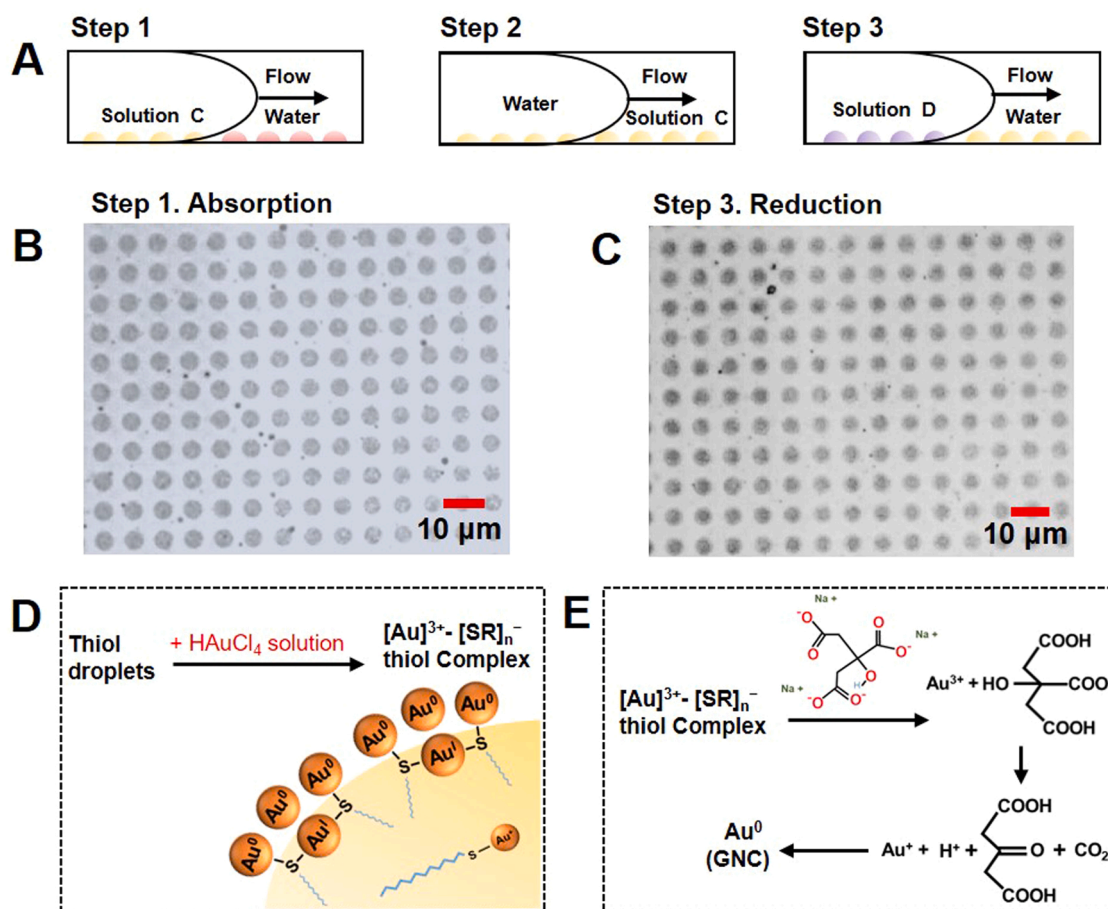 A
Step 1
Solution C
Flow
Water
Step 2
Water
Flow
Solution C
Step 3
Solution D
Flow
Water
Step 1. Absorption
B
10 µm
Step 3. Reduction
C
10 µm
D
Thiol
droplets
+ HAuCl₄ solution
[Au]³⁺- [SR]ₙ⁻
thiol Complex
Au⁰
Au⁰
Au⁰
Au⁰
Au⁰
Au⁰
Auᴵ
Auᴵ
S
S
S
S
S
Au⁺
E
[Au]³⁺- [SR]ₙ⁻
thiol Complex
Na +
Na +
Na +
⁻O
O
O
O⁻
O
H
⁻O
O
O⁻
Au³⁺ + HO
COOH
COO
COOH
COOH
Au⁺ + H⁺ +
O + CO₂
COOH
Au⁰
(GNC)